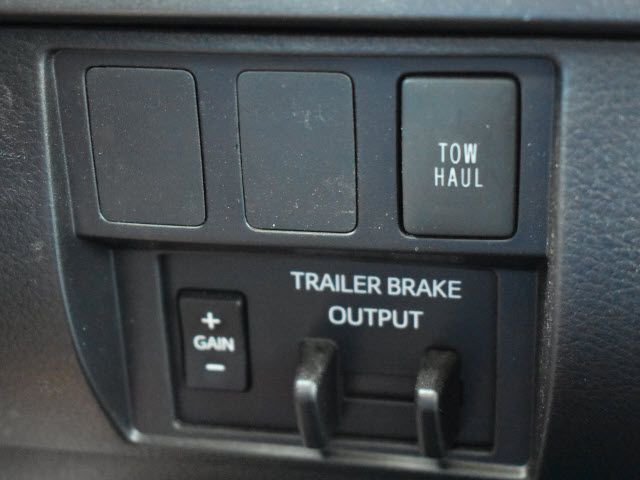 TOW
HAUL
TRAILER BRAKE
OUTPUT
+
GAIN
-